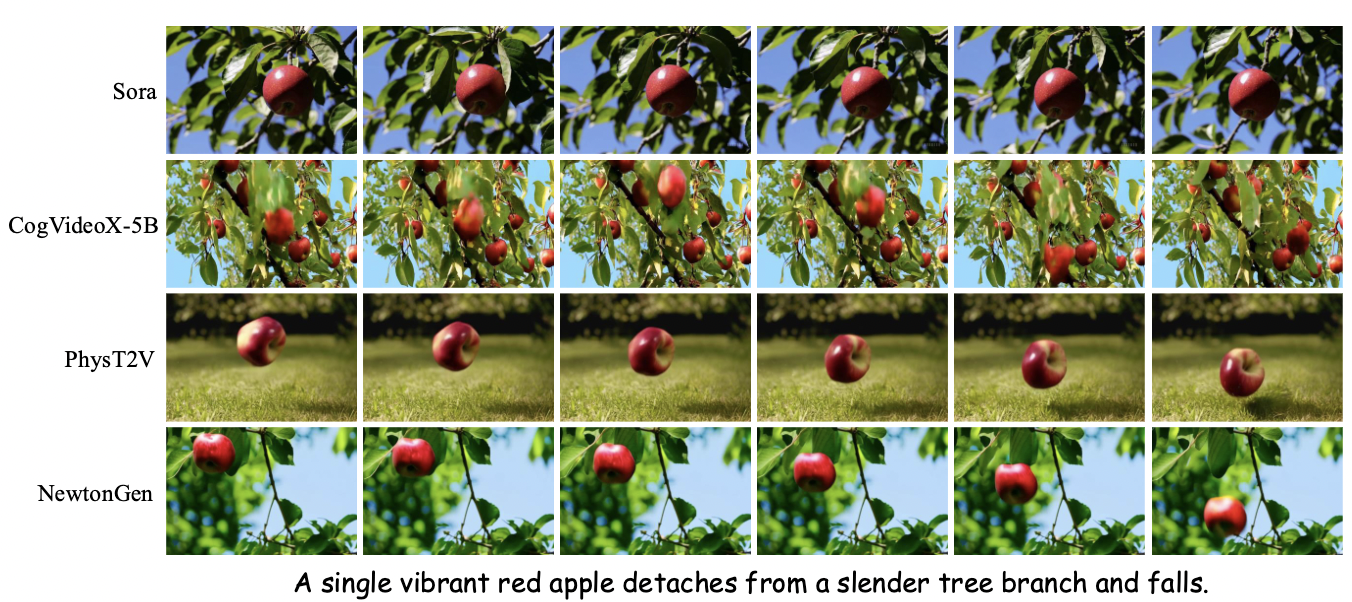 Sora
CogVideoX-5B
PhysT2V
NewtonGen
A single vibrant red apple detaches from a slender tree branch and falls.